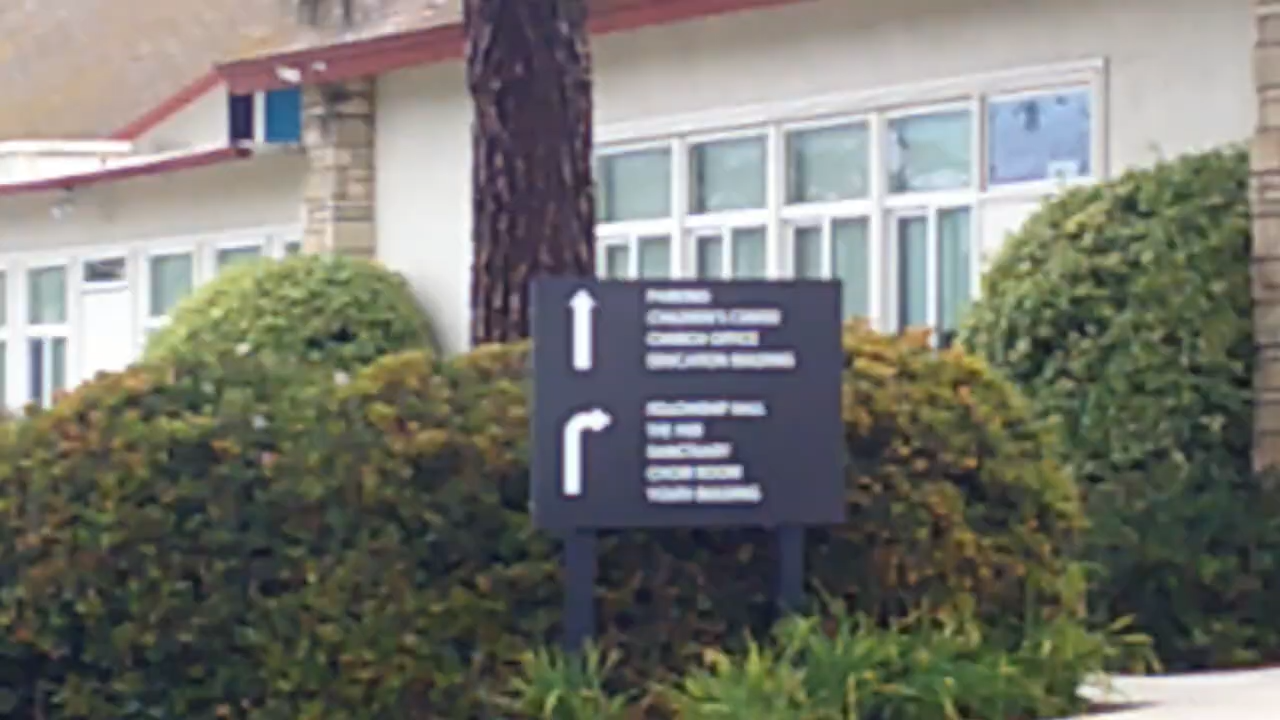 PARKING
CHILDREN'S CENTER
CHURCH OFFICE
EDUCATION BUILDING
FELLOWSHIP HALL
THE HUB
SANCTUARY
CHOIR ROOM
YOUTH BUILDING